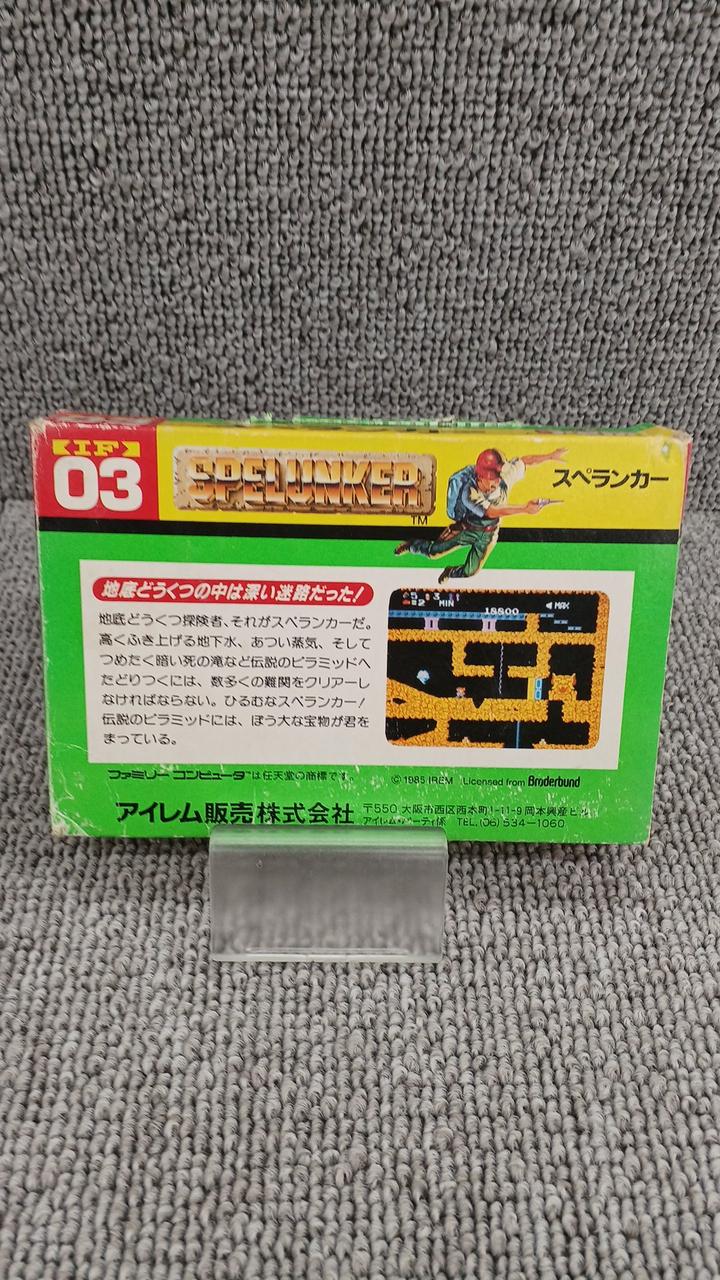 IF
03
SPELUNKER
TM
スペランカー
地底どうくつの中は深い迷路だった!
地底どうくつ探険者、それがスペランカーだ。
高くふき上げる地下水、あつい蒸気、そして
つめたく暗い死の滝など伝説のピラミッドへ
たどりつくには、数多くの難関をクリアーし
なければならない。ひるむなスペランカー!
伝説のピラミッドには、ぼう大な宝物が君を
まっている。
MIN
18800
MAX
ファミリーコンピュータ™は任天堂の商標です。
© 1985 IREM Licensed from Brøderbund
アイレム販売株式会社
〒550 大阪市西区西本町1-11-9 岡本興産ビル
TEL.(06)534-1060